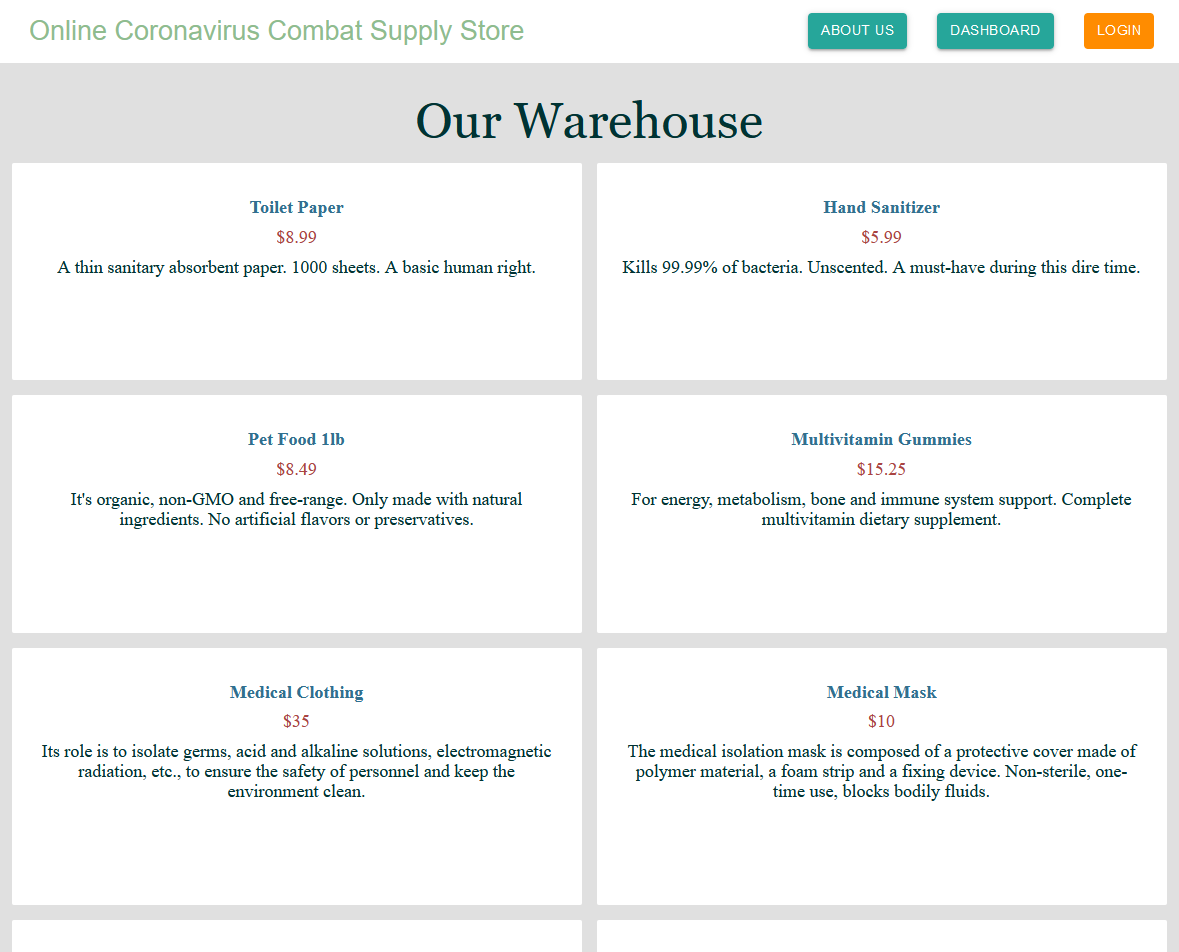 Online Coronavirus Combat Supply Store
ABOUT US
DASHBOARD
LOGIN
Our Warehouse
Toilet Paper
$8.99
A thin sanitary absorbent paper. 1000 sheets. A basic human right.
Hand Sanitizer
$5.99
Kills 99.99% of bacteria. Unscented. A must-have during this dire time.
Pet Food 1lb
$8.49
It's organic, non-GMO and free-range. Only made with natural
ingredients. No artificial flavors or preservatives.
Multivitamin Gummies
$15.25
For energy, metabolism, bone and immune system support. Complete
multivitamin dietary supplement.
Medical Clothing
$35
Its role is to isolate germs, acid and alkaline solutions, electromagnetic
radiation, etc., to ensure the safety of personnel and keep the
environment clean.
Medical Mask
$10
The medical isolation mask is composed of a protective cover made of
polymer material, a foam strip and a fixing device. Non-sterile, one-
time use, blocks bodily fluids.